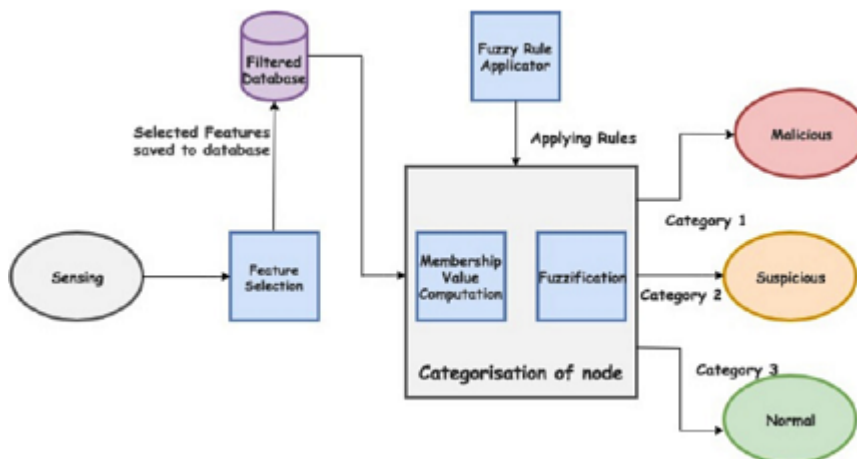 Filtered
Database
Fuzzy Rule
Applicator
Selected Features
saved to database
Applying Rules
Malicious
Category 1
Sensing
Feature
Selection
Membership
Value
Computation
Fuzzification
Category 2
Suspicious
Categorisation of node
Category 3
Normal